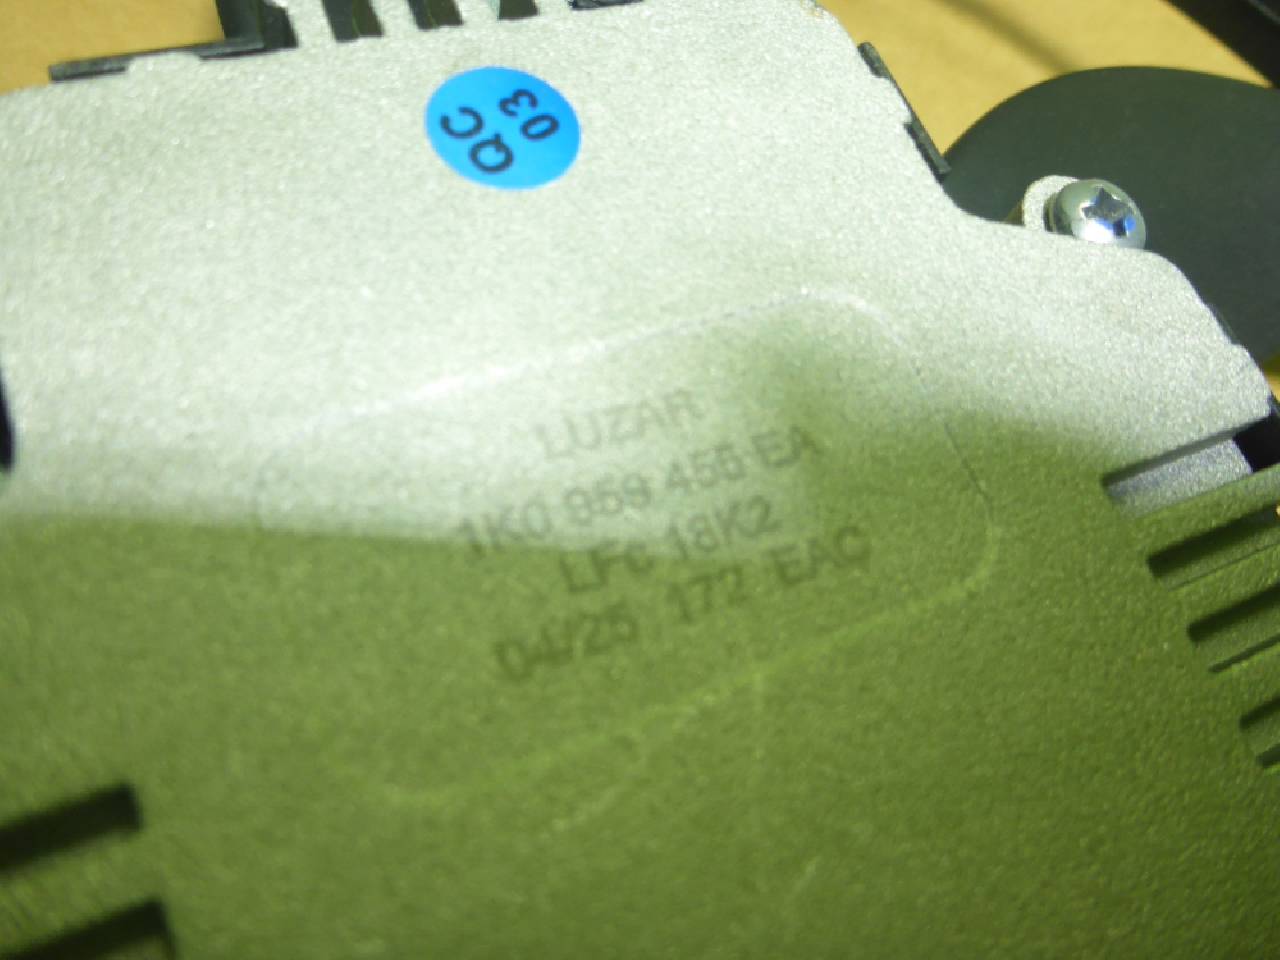 QC
03
LUZAR
1K0 959 455 EA
LFc 18K2
04/25 172 EAC